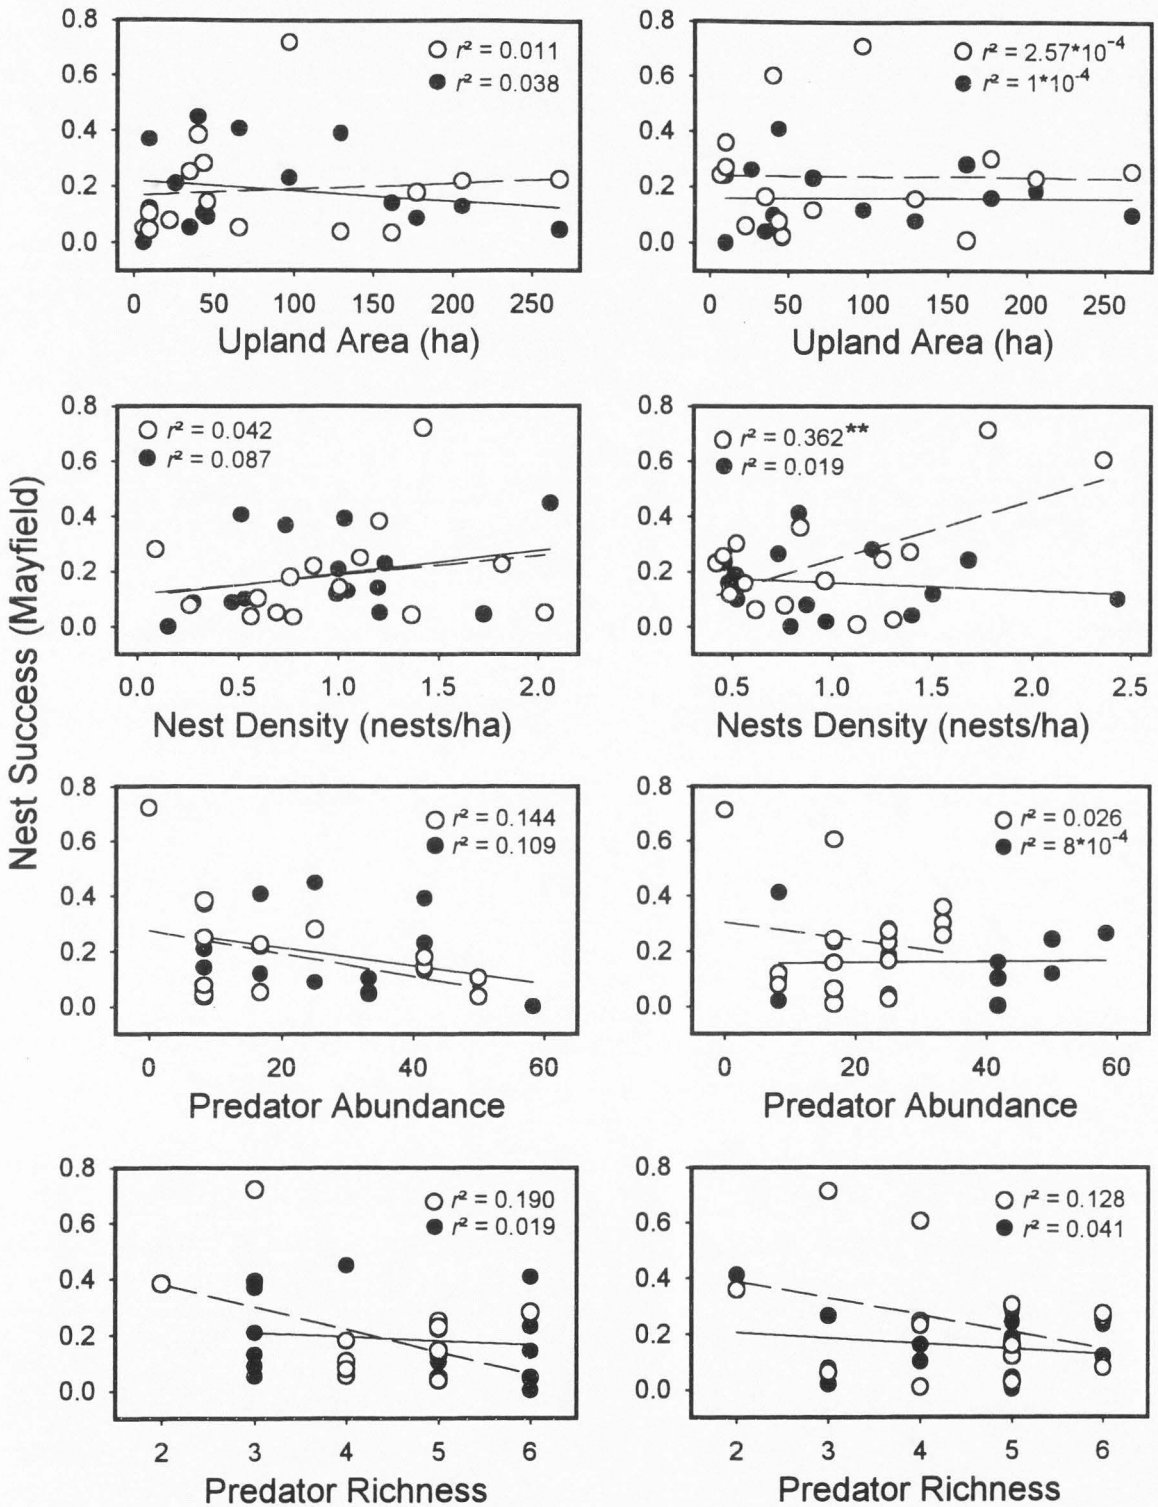 Nest Success (Mayfield)
0.8
0.6
0.4
0.2
0.0
r² = 0.011
r² = 0.038
0 50 100 150 200 250
Upland Area (ha)
0.8
0.6
0.4
0.2
0.0
r² = 2.57*10⁻⁴
r² = 1*10⁻⁴
0 50 100 150 200 250
Upland Area (ha)
0.8
0.6
0.4
0.2
0.0
r² = 0.042
r² = 0.087
0.0 0.5 1.0 1.5 2.0
Nest Density (nests/ha)
0.8
0.6
0.4
0.2
0.0
r² = 0.362**
r² = 0.019
0.5 1.0 1.5 2.0 2.5
Nests Density (nests/ha)
0.8
0.6
0.4
0.2
0.0
r² = 0.144
r² = 0.109
0 20 40 60
Predator Abundance
0.8
0.6
0.4
0.2
0.0
r² = 0.026
r² = 8*10⁻⁴
0 20 40 60
Predator Abundance
0.8
0.6
0.4
0.2
0.0
r² = 0.190
r² = 0.019
2 3 4 5 6
Predator Richness
0.8
0.6
0.4
0.2
0.0
r² = 0.128
r² = 0.041
2 3 4 5 6
Predator Richness